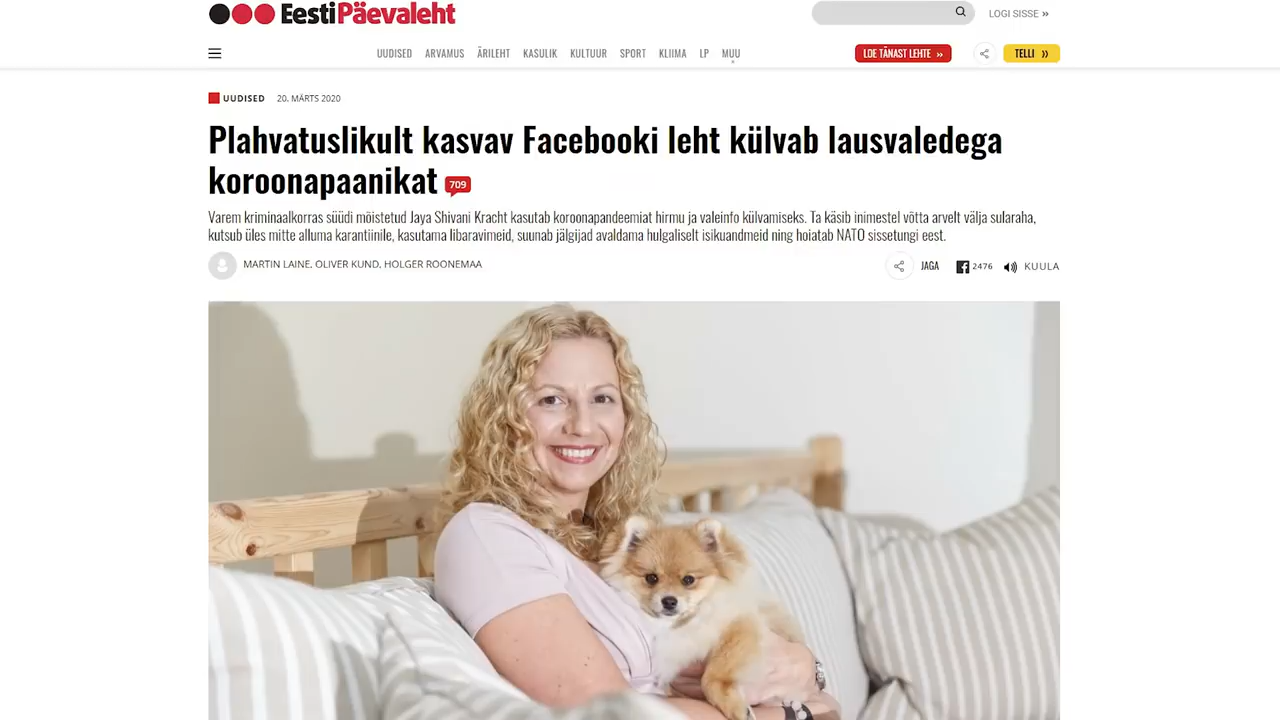 Eesti Päevaleht
LOGI SISSE »
UUDISED ARVAMUS ÄRILEHT KASULIK KULTUUR SPORT KLIIMA LP MUU
LOE TÄNAST LEHTE »
TELLI »
UUDISED 20. MÄRTS 2020
Plahvatuslikult kasvav Facebooki leht külvab lausvaledega
koroonapaanikat 709
Varem kriminaalkorras süüdi mõistetud Jaya Shivani Kracht kasutab koroonapandeemiat hirmu ja valeinfo külvamiseks. Ta käsib inimestel võtta arvelt välja sularaha,
kutsub üles mitte alluma karantiinile, kasutama libaravimeid, suunab jälgijad avaldama hulgaliselt isikuandmeid ning hoiatab NATO sissetungi eest.
MARTIN LAINE, OLIVER KUND, HOLGER ROONEMAA
JAGA 2476 KUULA